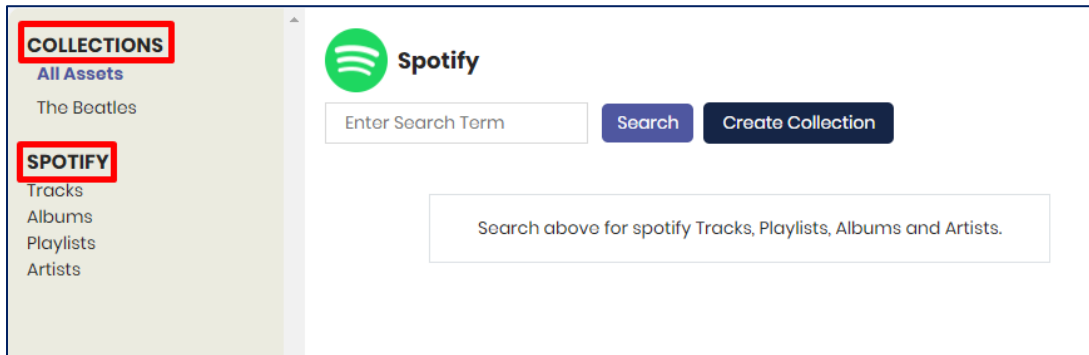 COLLECTIONS
All Assets
The Beatles
SPOTIFY
Tracks
Albums
Playlists
Artists
Spotify
Enter Search Term
Search
Create Collection
Search above for spotify Tracks, Playlists, Albums and Artists.